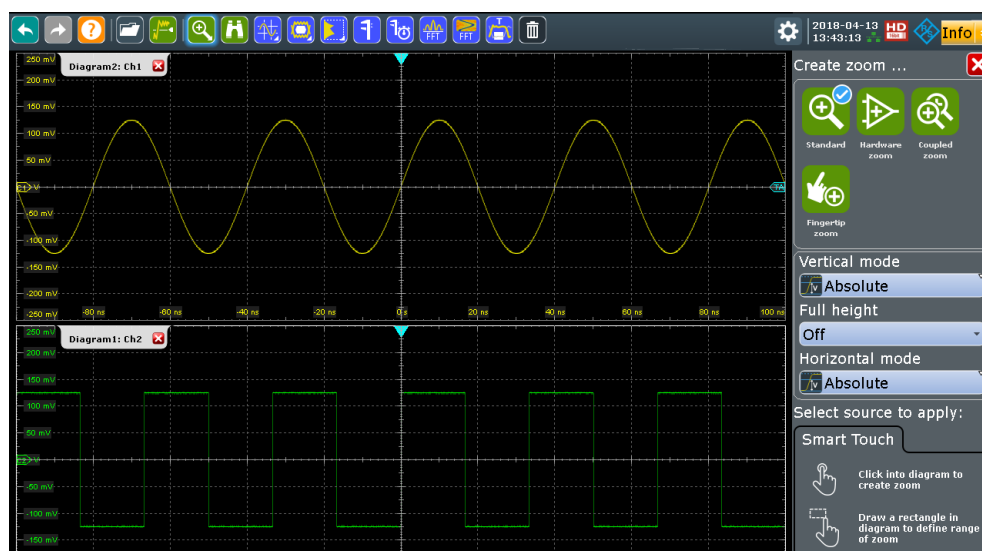 2018-04-13
13:43:13
HD
Info
FFT
FFT
Diagram2: Ch1
250 mV
200 mV
150 mV
100 mV
50 mV
C1 V
TA
-50 mV
-100 mV
-150 mV
-200 mV
-250 mV
-80 ns
-60 ns
-40 ns
-20 ns
0 s
20 ns
40 ns
60 ns
80 ns
100 ns
Diagram1: Ch2
250 mV
200 mV
150 mV
100 mV
50 mV
C2 V
-50 mV
-100 mV
-150 mV
Create zoom ...
Standard
Hardware zoom
Coupled zoom
Fingertip zoom
Vertical mode
Absolute
Full height
Off
Horizontal mode
Absolute
Select source to apply:
Smart Touch
Click into diagram to
create zoom
Draw a rectangle in
diagram to define range
of zoom